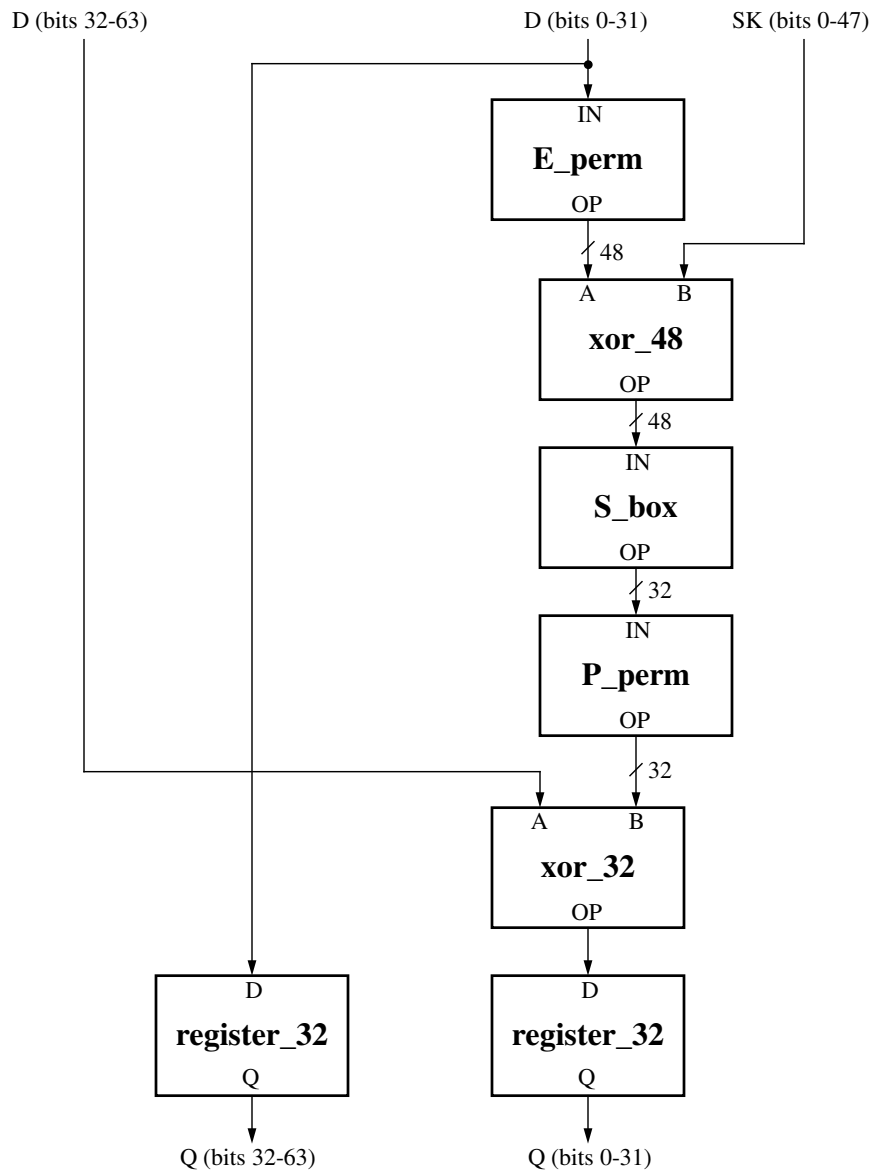 D (bits 32-63) D (bits 0-31) SK (bits 0-47)
IN
E_perm
OP
48
A B
xor_48
OP
48
IN
S_box
OP
32
IN
P_perm
OP
32
A B
xor_32
OP
D D
register_32 register_32
Q Q
Q (bits 32-63) Q (bits 0-31)